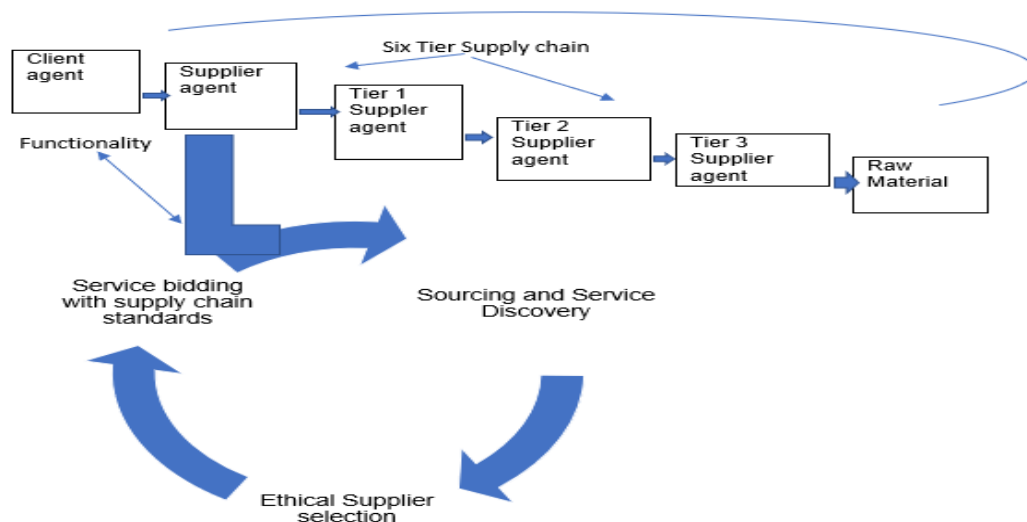 Six Tier Supply chain
Client
agent
Supplier
agent
Tier 1
Suppler
agent
Tier 2
Supplier
agent
Tier 3
Supplier
agent
Raw
Material
Functionality
Service bidding
with supply chain
standards
Sourcing and Service
Discovery
Ethical Supplier
selection